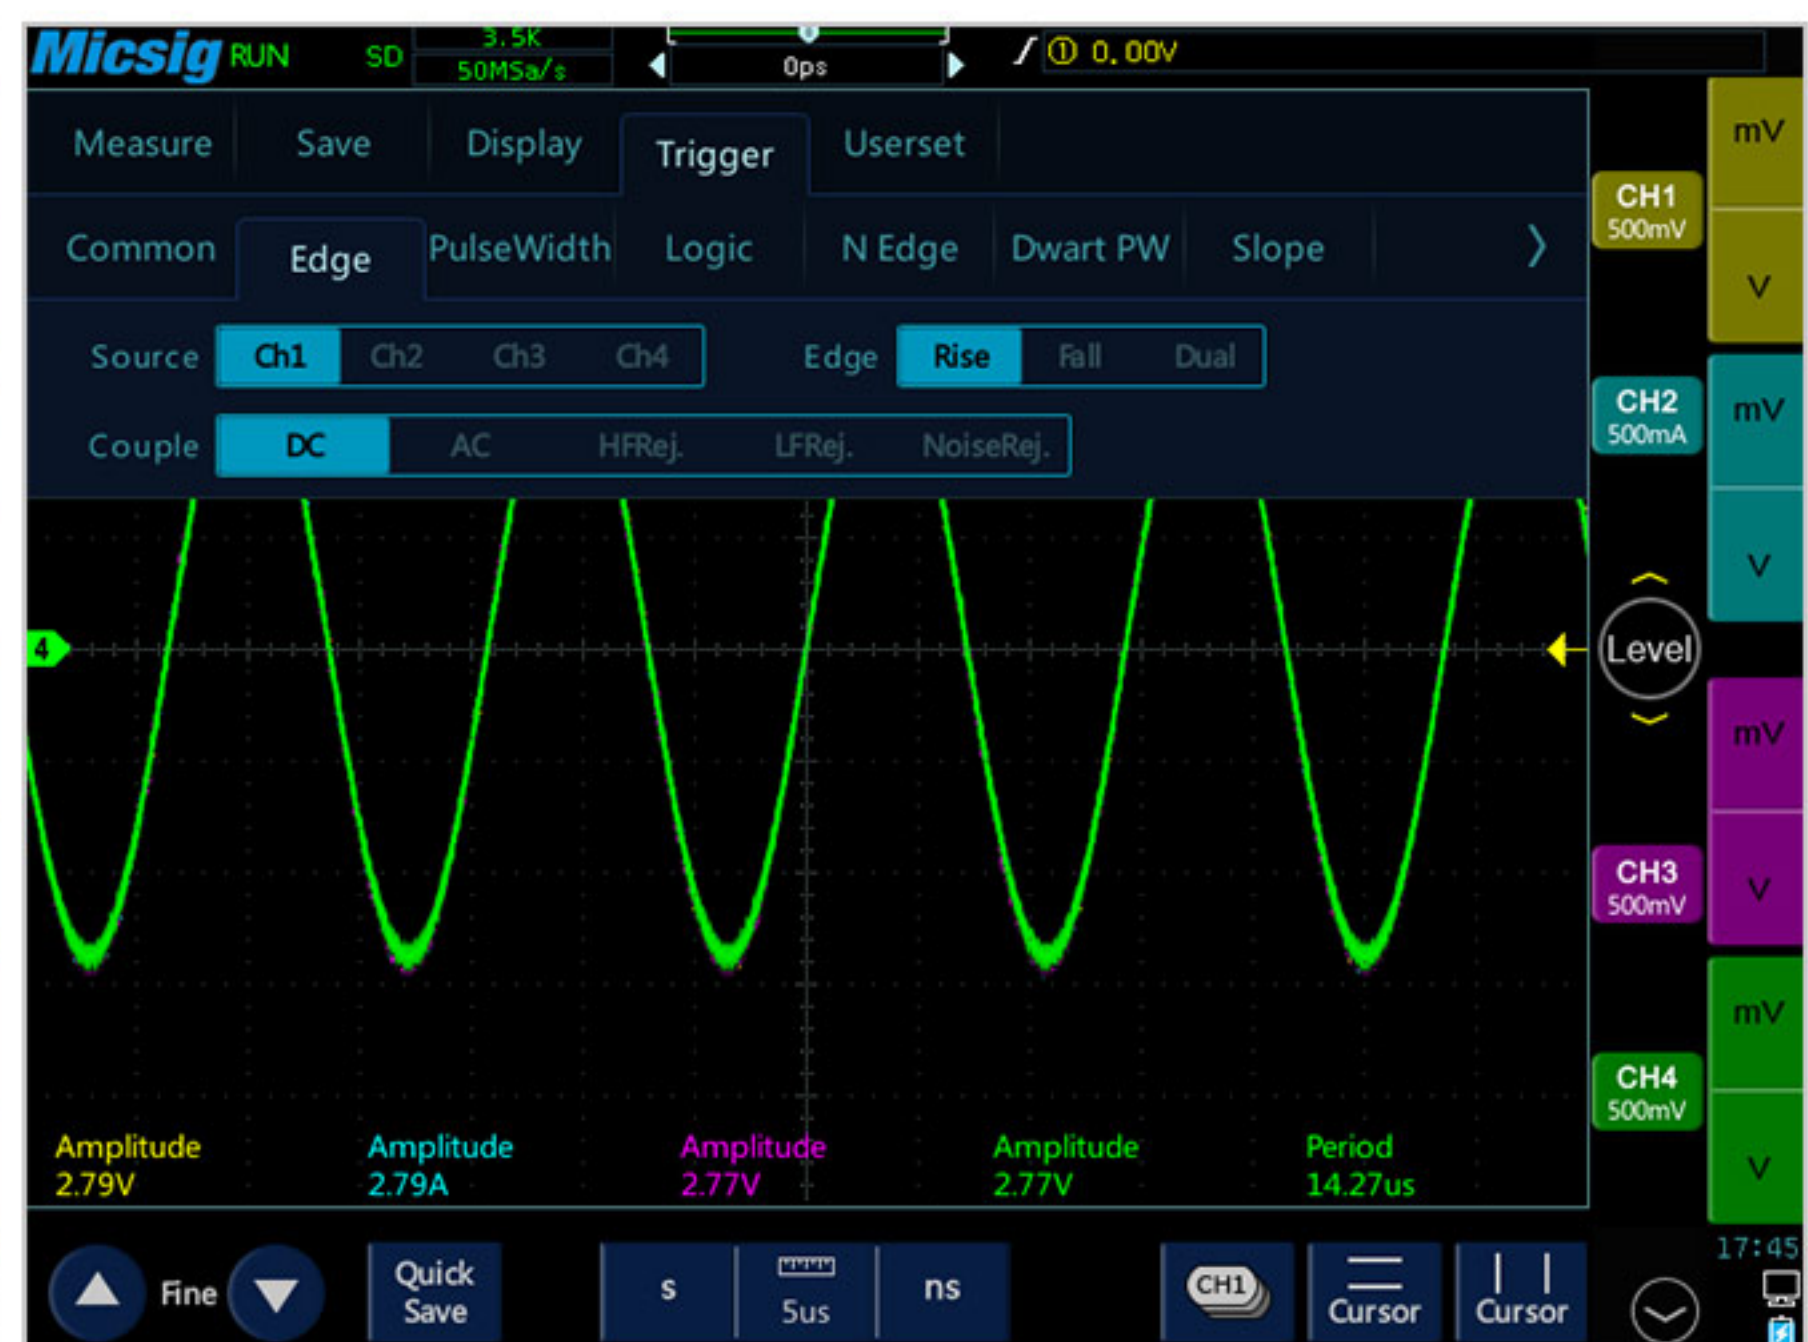 Micsig RUN SD 3.5K 50MSa/s 0ps ① 0.00V
Measure Save Display Trigger Userset
Common Edge PulseWidth Logic N Edge Dwart PW Slope
Source Ch1 Ch2 Ch3 Ch4 Edge Rise Fall Dual
Couple DC AC HFRej. LFRej. NoiseRej.
mV
CH1
500mV
V
mV
CH2
500mA
V
4
Level
mV
CH3
500mV
V
mV
CH4
500mV
V
Amplitude Amplitude Amplitude Amplitude Period
2.79V 2.79A 2.77V 2.77V 14.27us
17:45
Fine
Quick
Save
s
5us
ns
CH1
Cursor
Cursor